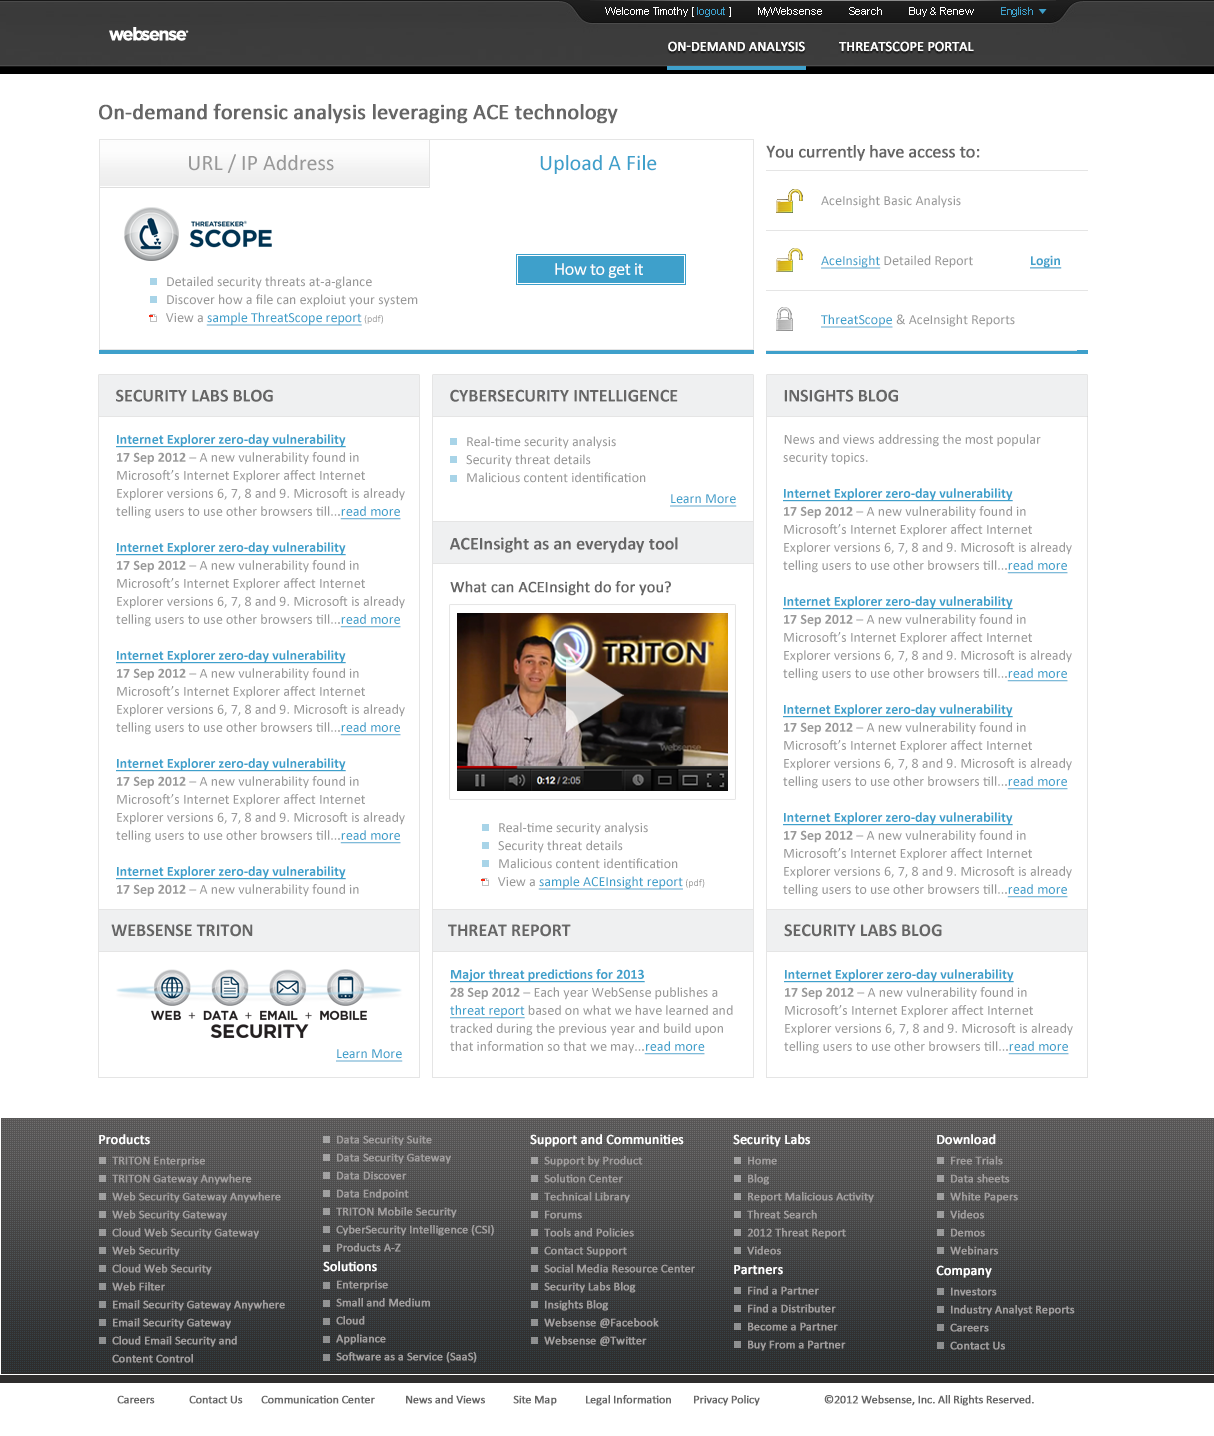 Welcome Timothy [ logout ] MyWebsense Search Buy & Renew English
websense
ON-DEMAND ANALYSIS THREATSCOPE PORTAL
On-demand forensic analysis leveraging ACE technology
URL / IP Address
Upload A File
THREATSEEKER®
SCOPE
Detailed security threats at-a-glance
Discover how a file can exploiut your system
View a sample ThreatScope report (pdf)
How to get it
You currently have access to:
AceInsight Basic Analysis
AceInsight Detailed Report Login
ThreatScope & AceInsight Reports
SECURITY LABS BLOG
Internet Explorer zero-day vulnerability
17 Sep 2012 – A new vulnerability found in
Microsoft's Internet Explorer affect Internet
Explorer versions 6, 7, 8 and 9. Microsoft is already
telling users to use other browsers till...read more
Internet Explorer zero-day vulnerability
17 Sep 2012 – A new vulnerability found in
Microsoft's Internet Explorer affect Internet
Explorer versions 6, 7, 8 and 9. Microsoft is already
telling users to use other browsers till...read more
Internet Explorer zero-day vulnerability
17 Sep 2012 – A new vulnerability found in
Microsoft's Internet Explorer affect Internet
Explorer versions 6, 7, 8 and 9. Microsoft is already
telling users to use other browsers till...read more
Internet Explorer zero-day vulnerability
17 Sep 2012 – A new vulnerability found in
Microsoft's Internet Explorer affect Internet
Explorer versions 6, 7, 8 and 9. Microsoft is already
telling users to use other browsers till...read more
Internet Explorer zero-day vulnerability
17 Sep 2012 – A new vulnerability found in
WEBSENSE TRITON
WEB + DATA + EMAIL + MOBILE
SECURITY
Learn More
CYBERSECURITY INTELLIGENCE
Real-time security analysis
Security threat details
Malicious content identification
Learn More
ACEInsight as an everyday tool
What can ACEInsight do for you?
TRITON™
websense
0:12 / 2:05
Real-time security analysis
Security threat details
Malicious content identification
View a sample ACEInsight report (pdf)
THREAT REPORT
Major threat predictions for 2013
28 Sep 2012 – Each year WebSense publishes a
threat report based on what we have learned and
tracked during the previous year and build upon
that information so that we may...read more
INSIGHTS BLOG
News and views addressing the most popular
security topics.
Internet Explorer zero-day vulnerability
17 Sep 2012 – A new vulnerability found in
Microsoft's Internet Explorer affect Internet
Explorer versions 6, 7, 8 and 9. Microsoft is already
telling users to use other browsers till...read more
Internet Explorer zero-day vulnerability
17 Sep 2012 – A new vulnerability found in
Microsoft's Internet Explorer affect Internet
Explorer versions 6, 7, 8 and 9. Microsoft is already
telling users to use other browsers till...read more
Internet Explorer zero-day vulnerability
17 Sep 2012 – A new vulnerability found in
Microsoft's Internet Explorer affect Internet
Explorer versions 6, 7, 8 and 9. Microsoft is already
telling users to use other browsers till...read more
Internet Explorer zero-day vulnerability
17 Sep 2012 – A new vulnerability found in
Microsoft's Internet Explorer affect Internet
Explorer versions 6, 7, 8 and 9. Microsoft is already
telling users to use other browsers till...read more
SECURITY LABS BLOG
Internet Explorer zero-day vulnerability
17 Sep 2012 – A new vulnerability found in
Microsoft's Internet Explorer affect Internet
Explorer versions 6, 7, 8 and 9. Microsoft is already
telling users to use other browsers till...read more
Products
TRITON Enterprise
TRITON Gateway Anywhere
Web Security Gateway Anywhere
Web Security Gateway
Cloud Web Security Gateway
Web Security
Cloud Web Security
Web Filter
Email Security Gateway Anywhere
Email Security Gateway
Cloud Email Security and
Content Control
Data Security Suite
Data Security Gateway
Data Discover
Data Endpoint
TRITON Mobile Security
CyberSecurity Intelligence (CSI)
Products A-Z
Solutions
Enterprise
Small and Medium
Cloud
Appliance
Software as a Service (SaaS)
Support and Communities
Support by Product
Solution Center
Technical Library
Forums
Tools and Policies
Contact Support
Social Media Resource Center
Security Labs Blog
Insights Blog
Websense @Facebook
Websense @Twitter
Security Labs
Home
Blog
Report Malicious Activity
Threat Search
2012 Threat Report
Videos
Partners
Find a Partner
Find a Distributer
Become a Partner
Buy From a Partner
Download
Free Trials
Data sheets
White Papers
Videos
Demos
Webinars
Company
Investors
Industry Analyst Reports
Careers
Contact Us
Careers Contact Us Communication Center News and Views Site Map Legal Information Privacy Policy ©2012 Websense, Inc. All Rights Reserved.